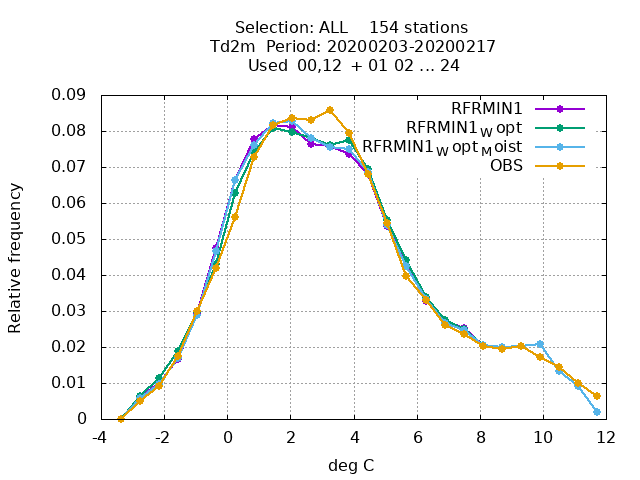 Selection: ALL    154 stations
Td2m  Period: 20200203-20200217
Used  00,12  + 01 02 ... 24
RFRMIN1
RFRMIN1_W opt
RFRMIN1_W opt_M oist
OBS
Relative frequency
0.09
0.08
0.07
0.06
0.05
0.04
0.03
0.02
0.01
0
-4 -2 0 2 4 6 8 10 12
deg C